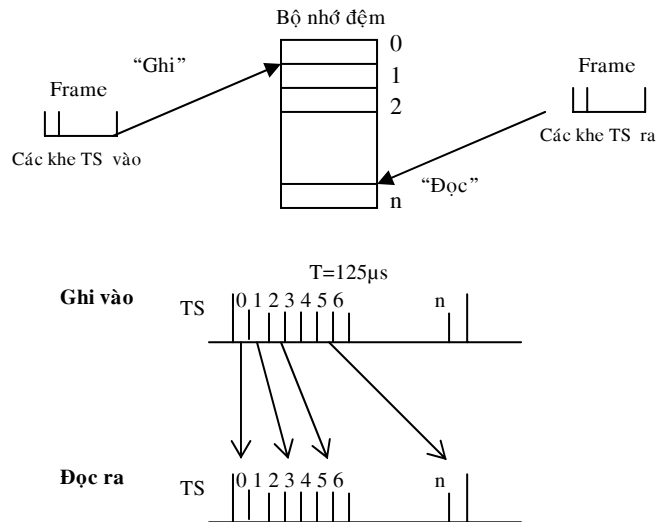 Bộ nhớ đệm
0
1
2
n
“Ghi”
Frame
Các khe TS vào
Frame
Các khe TS ra
“Đọc”
T=125μs
Ghi vào
TS 0 1 2 3 4 5 6 n
Đọc ra
TS 0 1 2 3 4 5 6 n